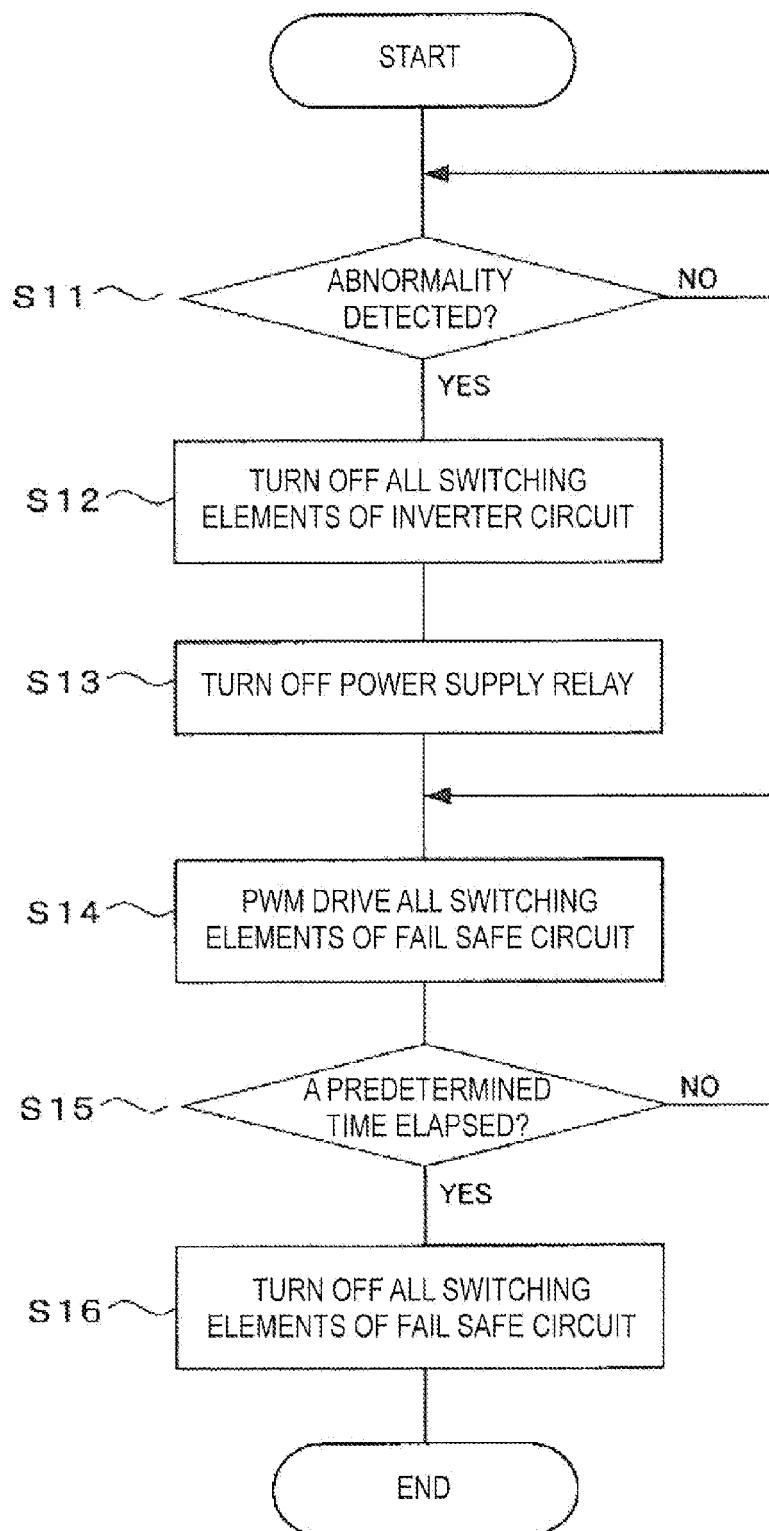 START
S11
ABNORMALITY
DETECTED?
NO
YES
S12
TURN OFF ALL SWITCHING
ELEMENTS OF INVERTER CIRCUIT
S13
TURN OFF POWER SUPPLY RELAY
S14
PWM DRIVE ALL SWITCHING
ELEMENTS OF FAIL SAFE CIRCUIT
S15
A PREDETERMINED
TIME ELAPSED?
NO
YES
S16
TURN OFF ALL SWITCHING
ELEMENTS OF FAIL SAFE CIRCUIT
END